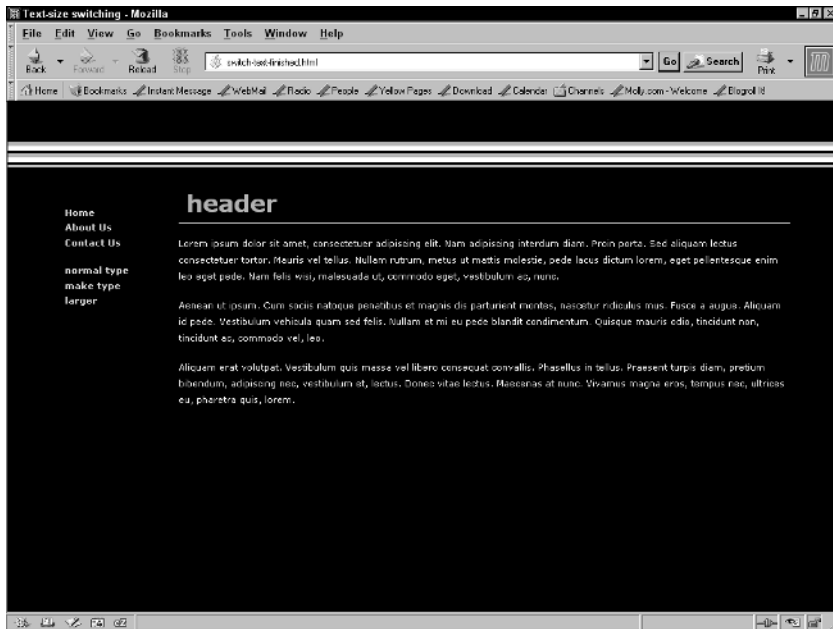 Text-size switching - Mozilla
File Edit View Go Bookmarks Tools Window Help
Back Forward Reload Stop switch-text-finished.html Go Search Print
Home Bookmarks Instant Message WebMail Radio People Yellow Pages Download Calendar Channels Molly.com - Welcome Blogroll It!
header
Home
About Us
Contact Us
normal type
make type
larger
Lorem ipsum dolor sit amet, consectetuer adipiscing elit. Nam adipiscing interdum diam. Proin porta. Sed aliquam lectus
consectetuer tortor. Mauris vel tellus. Nullam rutrum, metus ut mattis molestie, pede lacus dictum lorem, eget pellentesque enim
leo eget pede. Nam felis wisi, malesuada ut, commodo eget, vestibulum ac, nunc.
Aenean ut ipsum. Cum sociis natoque penatibus et magnis dis parturient montes, nascetur ridiculus mus. Fusce a augue. Aliquam
id pede. Vestibulum vehicula quam sed felis. Nullam et mi eu pede blandit condimentum. Quisque mauris odio, tincidunt non,
tincidunt ac, commodo vel, leo.
Aliquam erat volutpat. Vestibulum quis massa vel libero consequat convallis. Phasellus in tellus. Praesent turpis diam, pretium
bibendum, adipiscing nec, vestibulum et, lectus. Donec vitae lectus. Maecenas at nunc. Vivamus magna eros, tempus nec, ultrices
eu, pharetra quis, lorem.